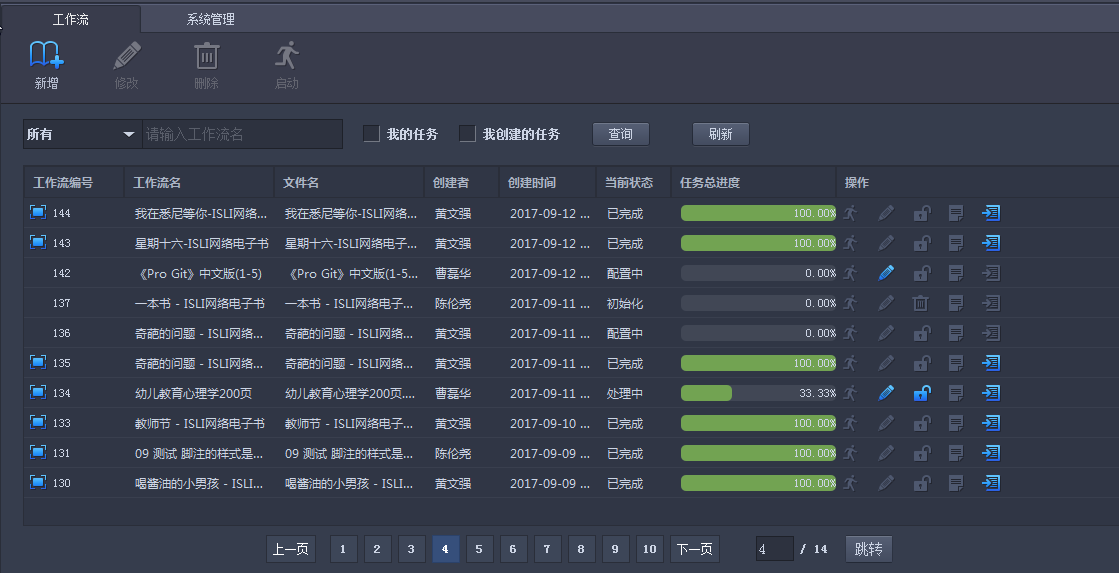 工作流 系统管理
新增 修改 删除 启动
所有 请输入工作流名 我的任务 我创建的任务 查询 刷新
工作流编号 工作流名 文件名 创建者 创建时间 当前状态 任务总进度 操作
144 我在悉尼等你-ISLI网络... 我在悉尼等你-ISLI网络... 黄文强 2017-09-12 ... 已完成 100.00%
143 星期十六-ISLI网络电子书 星期十六-ISLI网络电子... 黄文强 2017-09-12 ... 已完成 100.00%
142 《Pro Git》中文版(1-5) 《Pro Git》中文版(1-5... 曹磊华 2017-09-12 ... 配置中 0.00%
137 一本书 - ISLI网络电子书 一本书 - ISLI网络电子... 陈伦尧 2017-09-11 ... 初始化 0.00%
136 奇葩的问题 - ISLI网络... 奇葩的问题 - ISLI网络... 黄文强 2017-09-11 ... 配置中 0.00%
135 奇葩的问题 - ISLI网络... 奇葩的问题 - ISLI网络... 黄文强 2017-09-11 ... 已完成 100.00%
134 幼儿教育心理学200页 幼儿教育心理学200页.... 曹磊华 2017-09-11 ... 处理中 33.33%
133 教师节 - ISLI网络电子书 教师节 - ISLI网络电子... 黄文强 2017-09-10 ... 已完成 100.00%
131 09 测试 脚注的样式是... 09 测试 脚注的样式是... 陈伦尧 2017-09-09 ... 已完成 100.00%
130 喝酱油的小男孩 - ISLI... 喝酱油的小男孩 - ISLI... 黄文强 2017-09-09 ... 已完成 100.00%
上一页 1 2 3 4 5 6 7 8 9 10 下一页 4 / 14 跳转